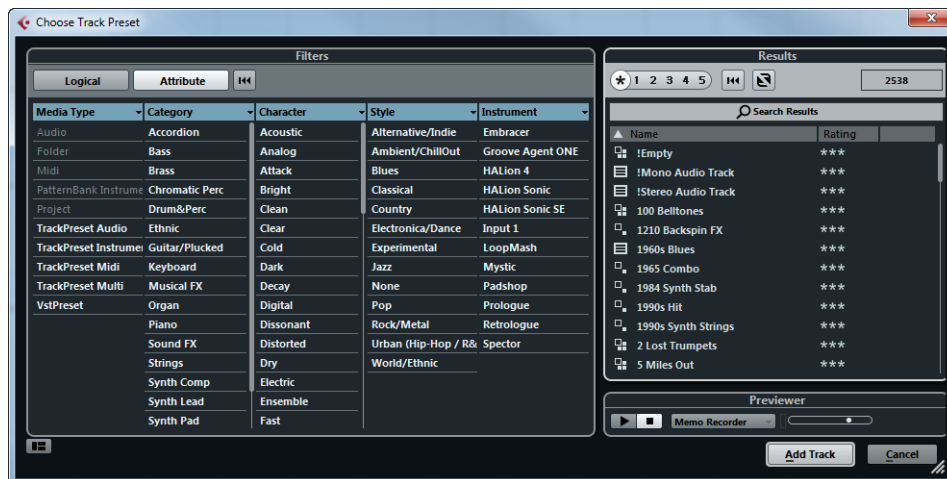 Choose Track Preset
Filters
Logical Attribute
Media Type Category Character Style Instrument
Audio Accordion Acoustic Alternative/Indie Embracer
Folder Bass Analog Ambient/ChillOut Groove Agent ONE
Midi Brass Attack Blues HALion 4
PatternBank Instrume Chromatic Perc Bright Classical HALion Sonic
Project Drum&Perc Clean Country HALion Sonic SE
TrackPreset Audio Ethnic Clear Electronica/Dance Input 1
TrackPreset Instrumer Guitar/Plucked Cold Experimental LoopMash
TrackPreset Midi Keyboard Dark Jazz Mystic
TrackPreset Multi Musical FX Decay None Padshop
VstPreset Organ Digital Pop Prologue
Piano Dissonant Rock/Metal Retrologue
Sound FX Distorted Urban (Hip-Hop / R& Spector
Strings Dry World/Ethnic
Synth Comp Electric
Synth Lead Ensemble
Synth Pad Fast
Results
* 1 2 3 4 5 2538
Search Results
Name Rating
!Empty ***
!Mono Audio Track ***
!Stereo Audio Track ***
100 Belltones ***
1210 Backspin FX ***
1960s Blues ***
1965 Combo ***
1984 Synth Stab ***
1990s Hit ***
1990s Synth Strings ***
2 Lost Trumpets ***
5 Miles Out ***
Previewer
Memo Recorder
Add Track Cancel